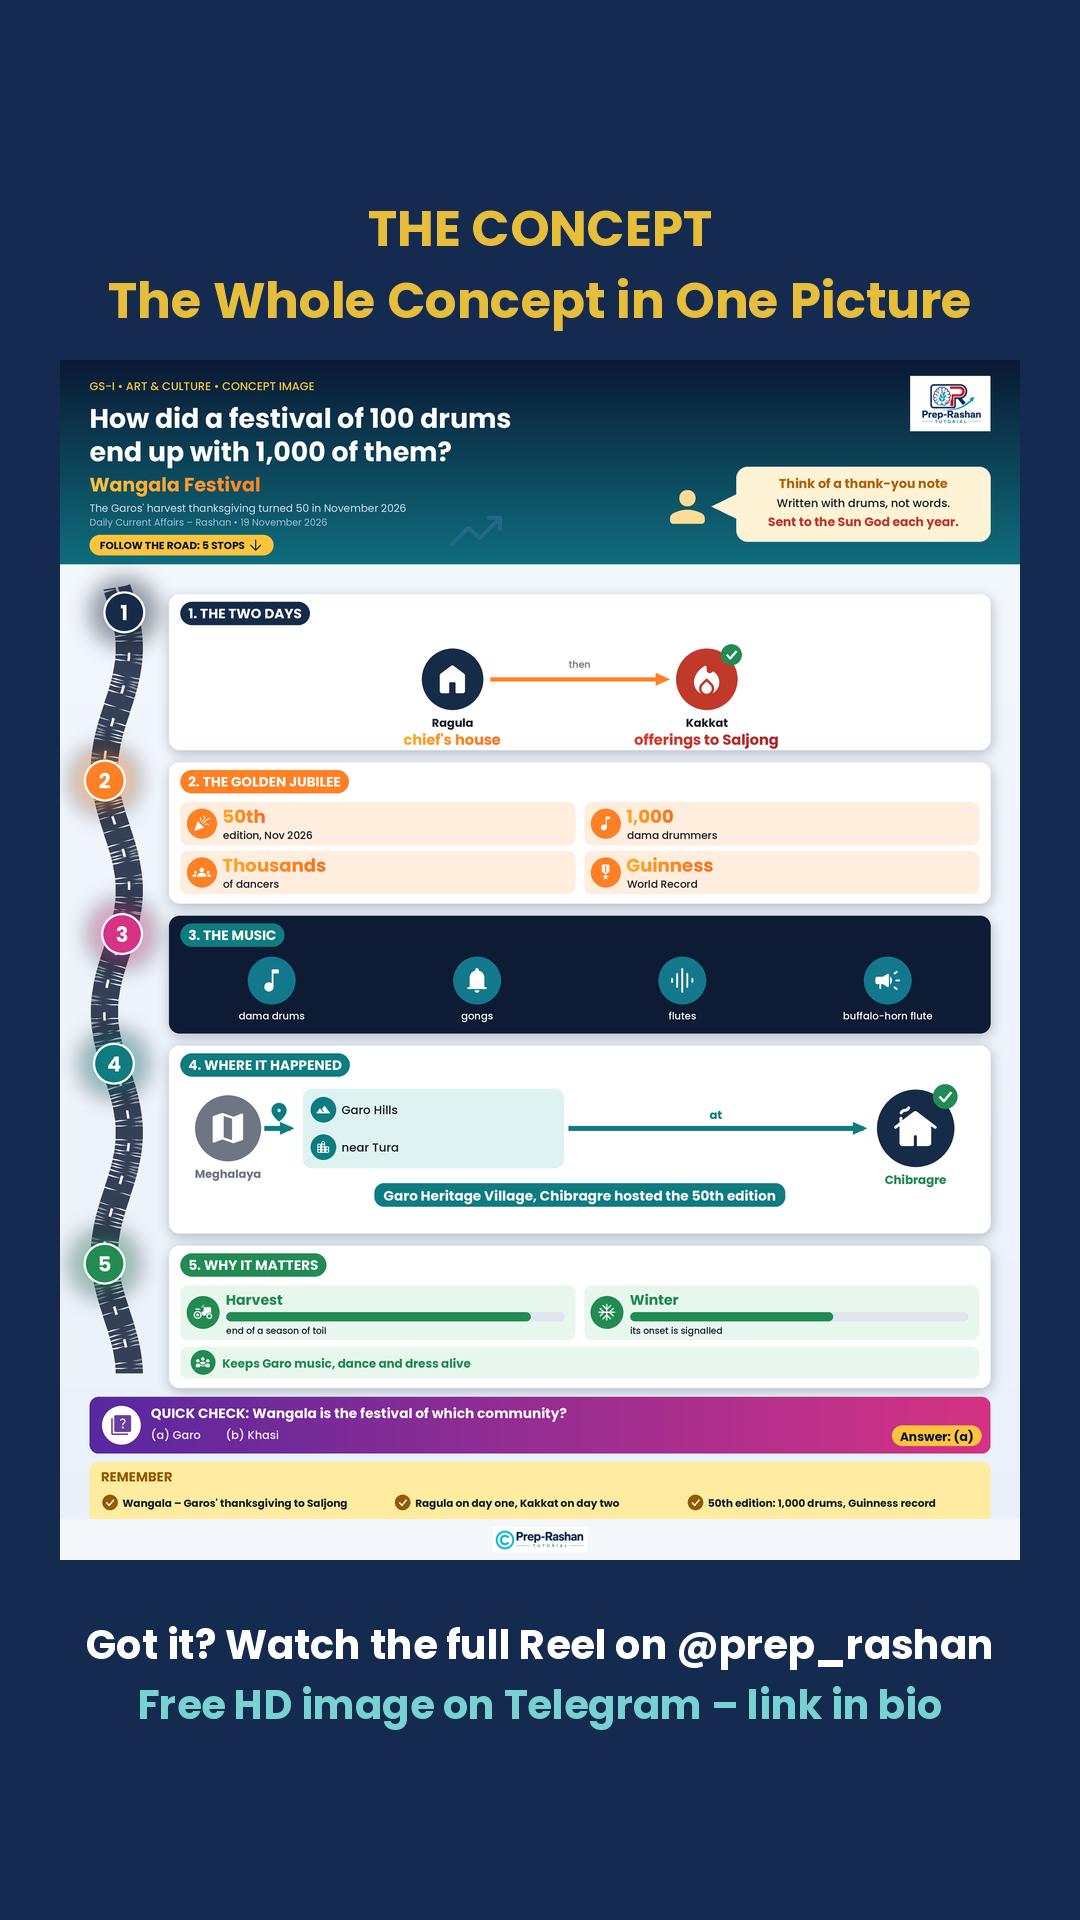 THE CONCEPT
The Whole Concept in One Picture
GS-I • ART & CULTURE • CONCEPT IMAGE
How did a festival of 100 drums
end up with 1,000 of them?
Wangala Festival
The Garos' harvest thanksgiving turned 50 in November 2026
Daily Current Affairs – Rashan • 19 November 2026
FOLLOW THE ROAD: 5 STOPS
Prep-Rashan
TUTORIAL
Think of a thank-you note
Written with drums, not words.
Sent to the Sun God each year.
1
1. THE TWO DAYS
then
Ragula
chief's house
Kakkat
offerings to Saljong
2
2. THE GOLDEN JUBILEE
50th
edition, Nov 2026
1,000
dama drummers
Thousands
of dancers
Guinness
World Record
3
3. THE MUSIC
dama drums
gongs
flutes
buffalo-horn flute
4
4. WHERE IT HAPPENED
Meghalaya
Garo Hills
near Tura
at
Chibragre
Garo Heritage Village, Chibragre hosted the 50th edition
5
5. WHY IT MATTERS
Harvest
end of a season of toil
Winter
its onset is signalled
Keeps Garo music, dance and dress alive
QUICK CHECK: Wangala is the festival of which community?
(a) Garo (b) Khasi
Answer: (a)
REMEMBER
Wangala – Garos' thanksgiving to Saljong
Ragula on day one, Kakkat on day two
50th edition: 1,000 drums, Guinness record
© Prep-Rashan
TUTORIAL
Got it? Watch the full Reel on @prep_rashan
Free HD image on Telegram – link in bio